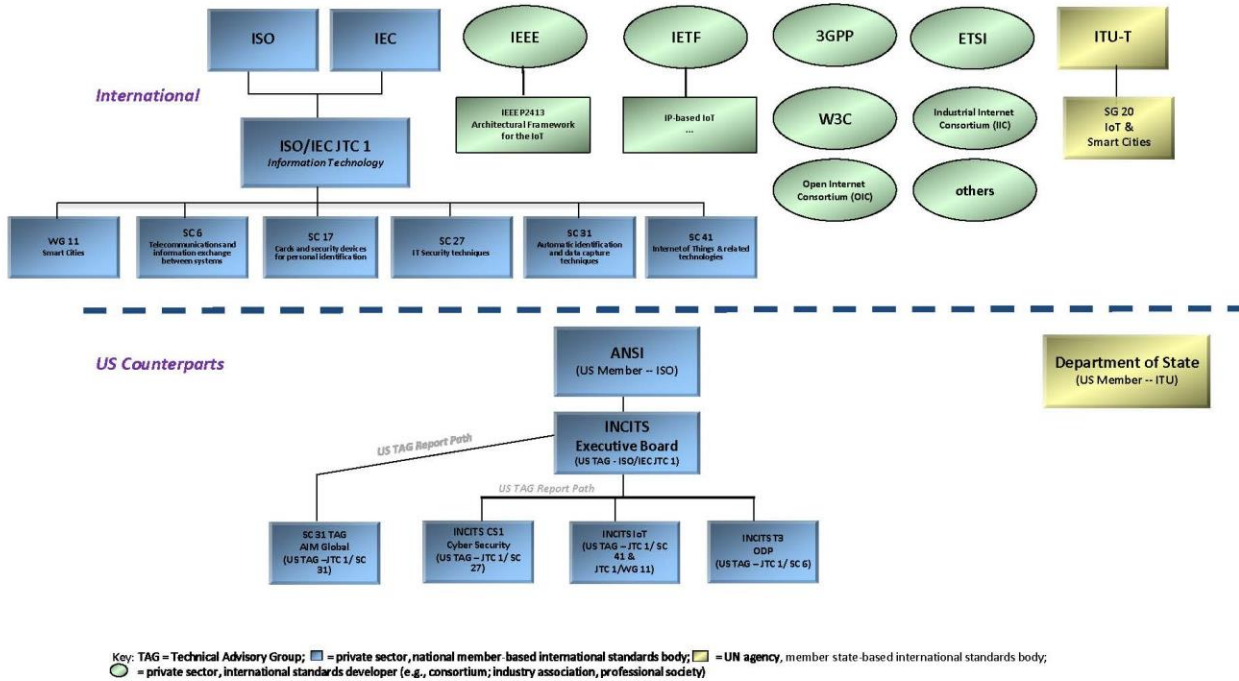 ISO
IEC
IEEE
IETF
3GPP
ETSI
ITU-T
International
IEEE P2413
Architectural Framework
for the IoT
IP-based IoT
...
W3C
Industrial Internet
Consortium (IIC)
SG 20
IoT &
Smart Cities
ISO/IEC JTC 1
Information Technology
Open Internet
Consortium (OIC)
others
WG 11
Smart Cities
SC 6
Telecommunications and
information exchange
between systems
SC 17
Cards and security devices
for personal identification
SC 27
IT Security techniques
SC 31
Automatic identification
and data capture
techniques
SC 41
Internet of Things & related
technologies
US Counterparts
ANSI
(US Member -- ISO)
Department of State
(US Member -- ITU)
INCITS
Executive Board
(US TAG - ISO/IEC JTC 1)
US TAG Report Path
US TAG Report Path
SC 31 TAG
AIM Global
(US TAG –JTC 1/ SC
31)
INCITS CS1
Cyber Security
(US TAG – JTC 1/ SC
27)
INCITS IoT
(US TAG – JTC 1/ SC
41 &
JTC 1/WG 11)
INCITS T3
ODP
(US TAG – JTC 1/ SC 6)
Key: TAG = Technical Advisory Group; = private sector, national member-based international standards body; = UN agency, member state-based international standards body;
= private sector, international standards developer (e.g., consortium; industry association, professional society)